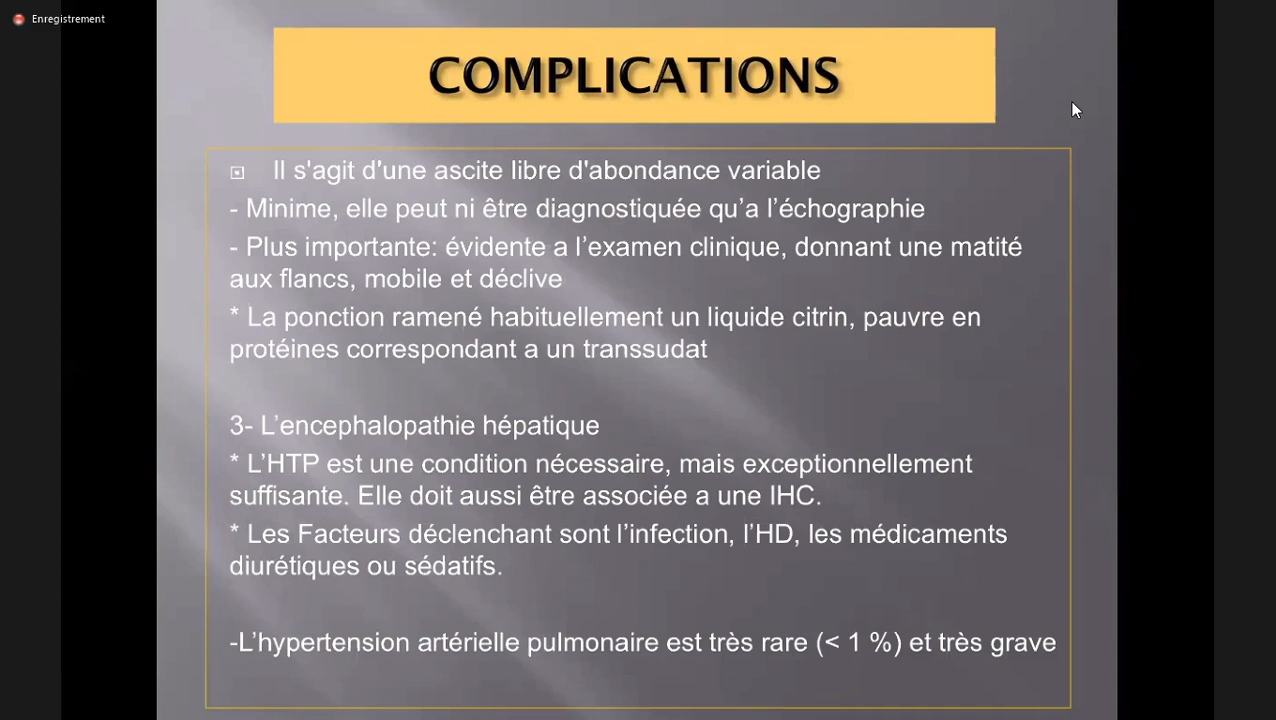 Enregistrement
COMPLICATIONS
Il s'agit d'une ascite libre d'abondance variable
- Minime, elle peut ni être diagnostiquée qu’a l’échographie
- Plus importante: évidente a l’examen clinique, donnant une matité
aux flancs, mobile et déclive
* La ponction ramené habituellement un liquide citrin, pauvre en
protéines correspondant a un transsudat
3- L’encephalopathie hépatique
* L’HTP est une condition nécessaire, mais exceptionnellement
suffisante. Elle doit aussi être associée a une IHC.
* Les Facteurs déclenchant sont l’infection, l’HD, les médicaments
diurétiques ou sédatifs.
-L’hypertension artérielle pulmonaire est très rare (< 1 %) et très grave